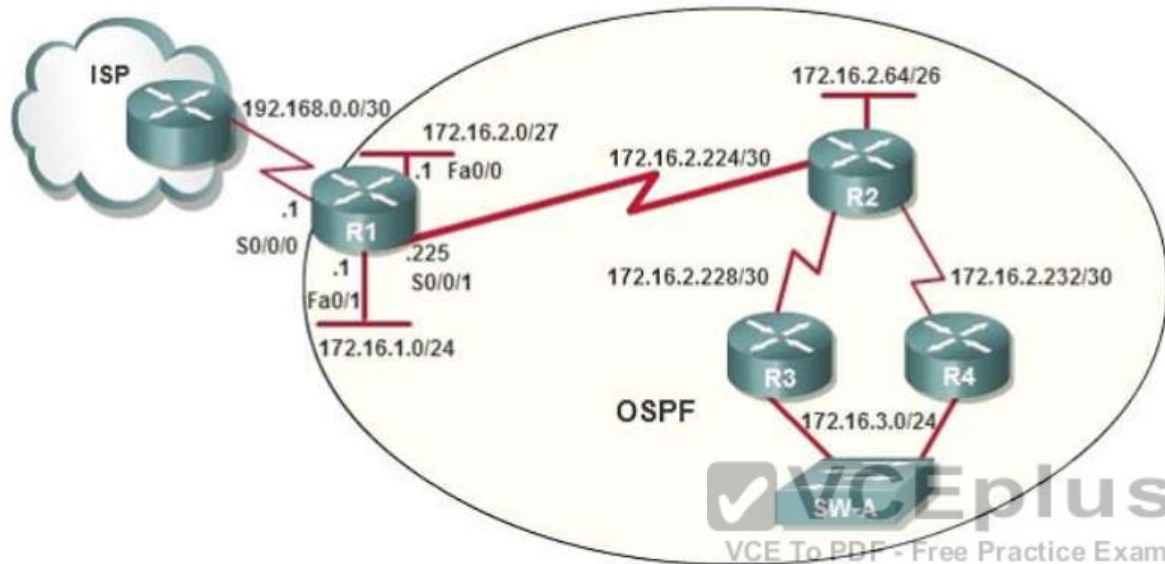 ISP
192.168.0.0/30
172.16.2.0/27
.1 Fa0/0
172.16.2.64/26
172.16.2.224/30
R2
.1
R1
S0/0/0
.225
.1
S0/0/1
Fa0/1
172.16.1.0/24
172.16.2.228/30
172.16.2.232/30
R3
R4
OSPF
172.16.3.0/24
SW-A
VCEplus
VCE To PDF - Free Practice Exam